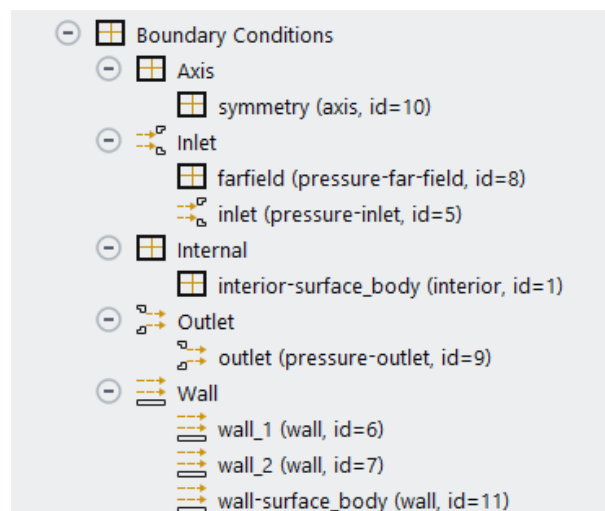 Boundary Conditions
Axis
symmetry (axis, id=10)
Inlet
farfield (pressure-far-field, id=8)
inlet (pressure-inlet, id=5)
Internal
interior-surface_body (interior, id=1)
Outlet
outlet (pressure-outlet, id=9)
Wall
wall_1 (wall, id=6)
wall_2 (wall, id=7)
wall-surface_body (wall, id=11)